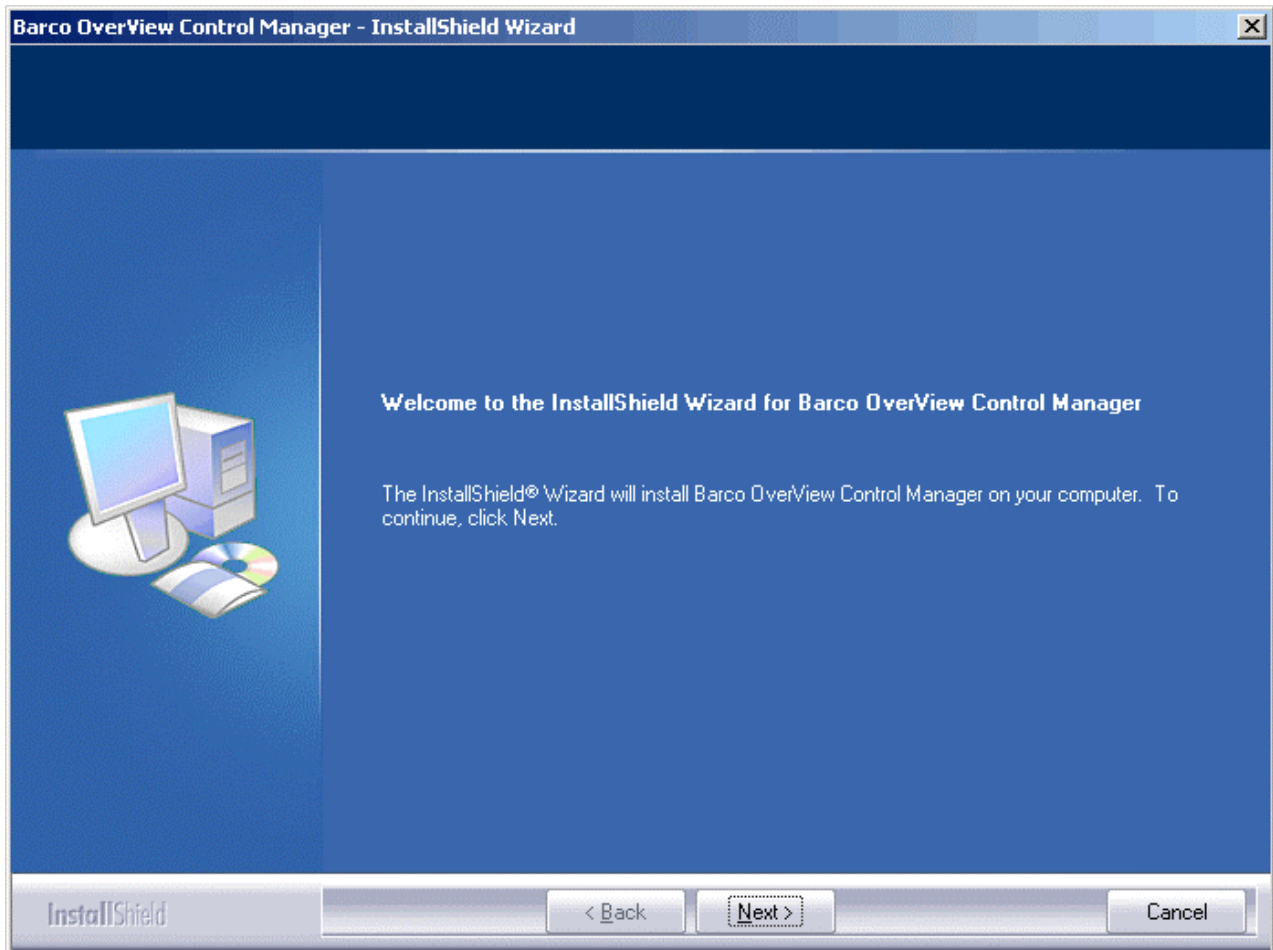 Barco OverView Control Manager - InstallShield Wizard
Welcome to the InstallShield Wizard for Barco OverView Control Manager
The InstallShield® Wizard will install Barco OverView Control Manager on your computer.  To
continue, click Next.
InstallShield
< Back
Next >
Cancel